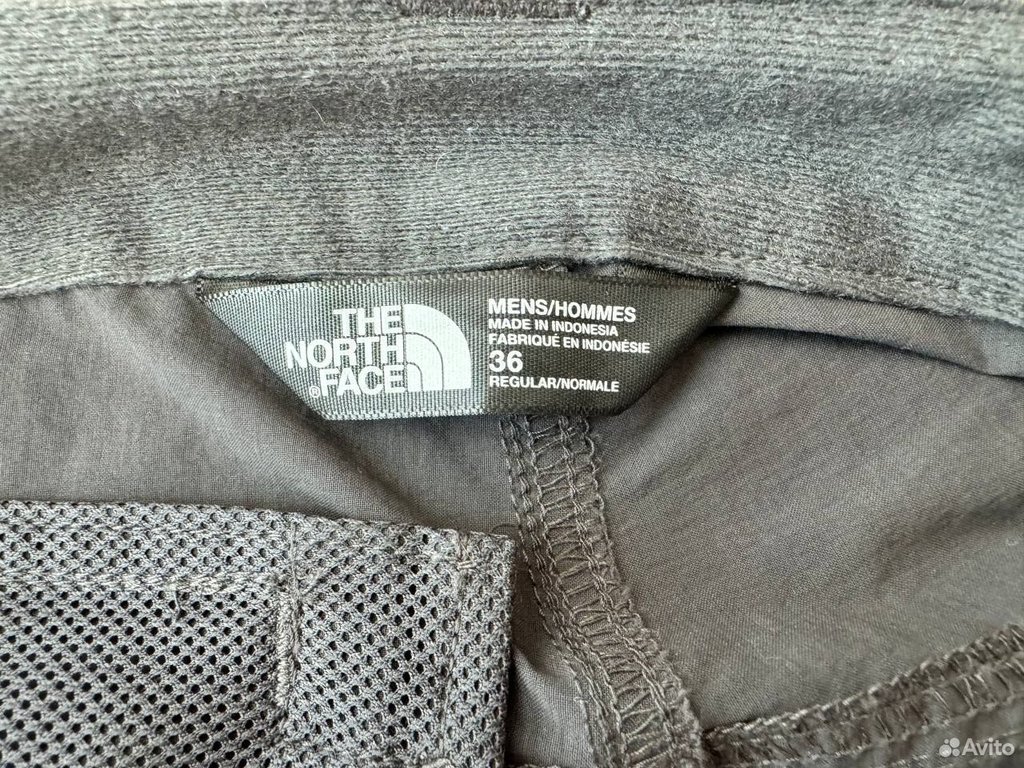 THE
NORTH
®FACE
MENS/HOMMES
MADE IN INDONESIA
FABRIQUÉ EN INDONÉSIE
36
REGULAR/NORMALE
Avito